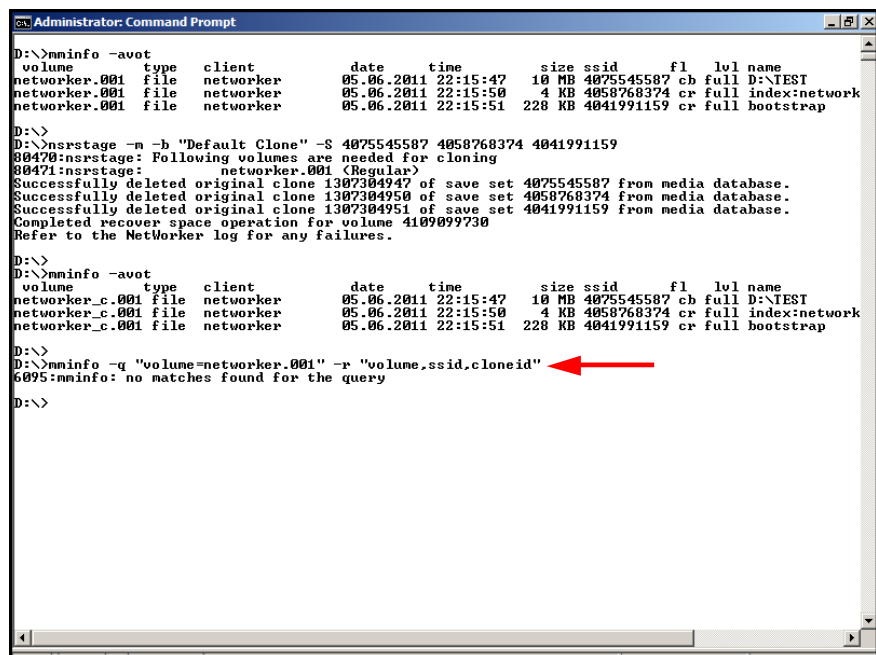 Administrator: Command Prompt
D:\>mminfo -avot
volume type client date time size ssid fl lvl name
networker.001 file networker 05.06.2011 22:15:47 10 MB 4075545587 cb full D:\TEST
networker.001 file networker 05.06.2011 22:15:50 4 KB 4058768374 cr full index:network
networker.001 file networker 05.06.2011 22:15:51 228 KB 4041991159 cr full bootstrap
D:\>
D:\>nsrstage -m -b "Default Clone" -S 4075545587 4058768374 4041991159
80470:nsrstage: Following volumes are needed for cloning
80471:nsrstage: networker.001 (Regular)
Successfully deleted original clone 1307304947 of save set 4075545587 from media database.
Successfully deleted original clone 1307304950 of save set 4058768374 from media database.
Successfully deleted original clone 1307304951 of save set 4041991159 from media database.
Completed recover space operation for volume 4109099730
Refer to the NetWorker log for any failures.
D:\>
D:\>mminfo -avot
volume type client date time size ssid fl lvl name
networker_c.001 file networker 05.06.2011 22:15:47 10 MB 4075545587 cb full D:\TEST
networker_c.001 file networker 05.06.2011 22:15:50 4 KB 4058768374 cr full index:network
networker_c.001 file networker 05.06.2011 22:15:51 228 KB 4041991159 cr full bootstrap
D:\>
D:\>mminfo -q "volume=networker.001" -r "volume,ssid,cloneid"
6095:mminfo: no matches found for the query
D:\>